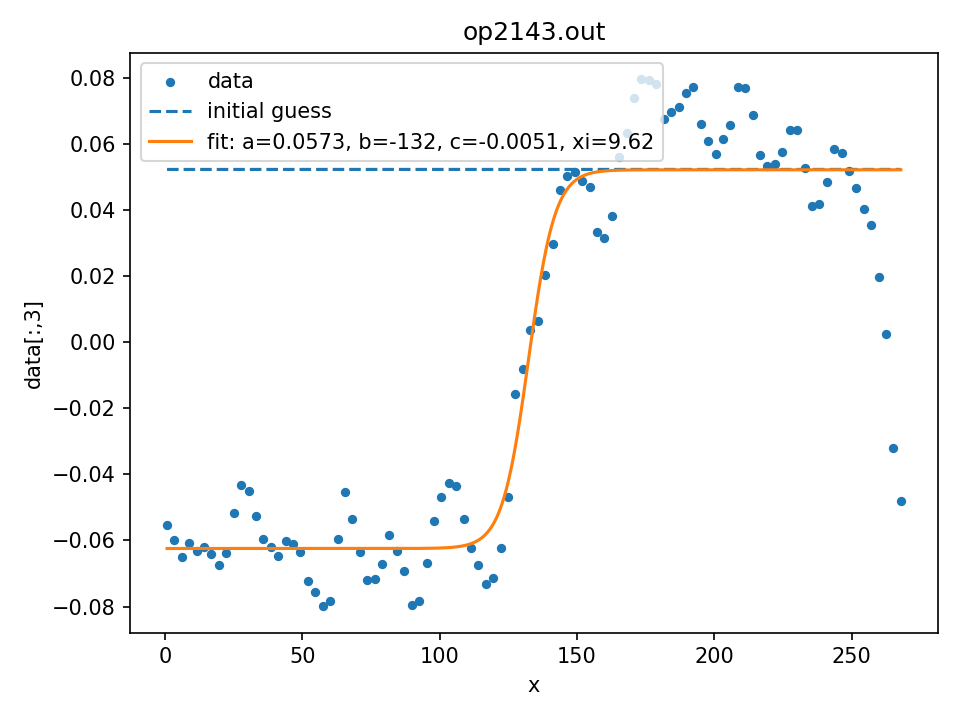 op2143.out
data
initial guess
fit: a=0.0573, b=-132, c=-0.0051, xi=9.62
0.08
0.06
0.04
0.02
0.00
−0.02
−0.04
−0.06
−0.08
data[:,3]
0
50
100
150
200
250
x